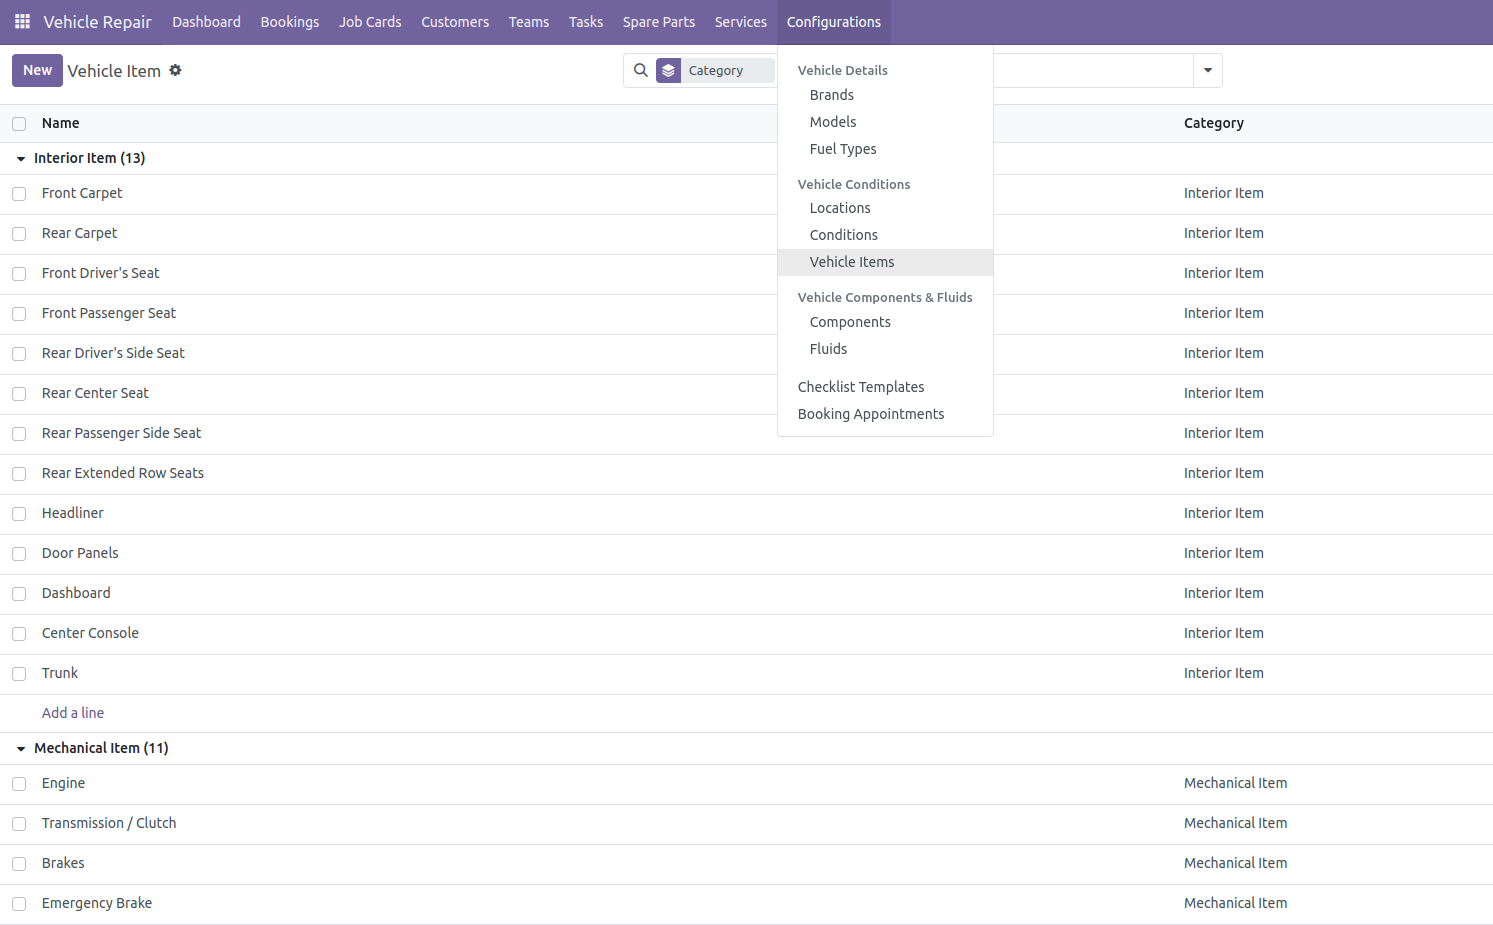 Vehicle Repair Dashboard Bookings Job Cards Customers Teams Tasks Spare Parts Services Configurations
New Vehicle Item Category
Vehicle Details
Brands
Models
Fuel Types
Vehicle Conditions
Locations
Conditions
Vehicle Items
Vehicle Components & Fluids
Components
Fluids
Checklist Templates
Booking Appointments
Name Category
Interior Item (13)
Front Carpet Interior Item
Rear Carpet Interior Item
Front Driver's Seat Interior Item
Front Passenger Seat Interior Item
Rear Driver's Side Seat Interior Item
Rear Center Seat Interior Item
Rear Passenger Side Seat Interior Item
Rear Extended Row Seats Interior Item
Headliner Interior Item
Door Panels Interior Item
Dashboard Interior Item
Center Console Interior Item
Trunk Interior Item
Add a line
Mechanical Item (11)
Engine Mechanical Item
Transmission / Clutch Mechanical Item
Brakes Mechanical Item
Emergency Brake Mechanical Item